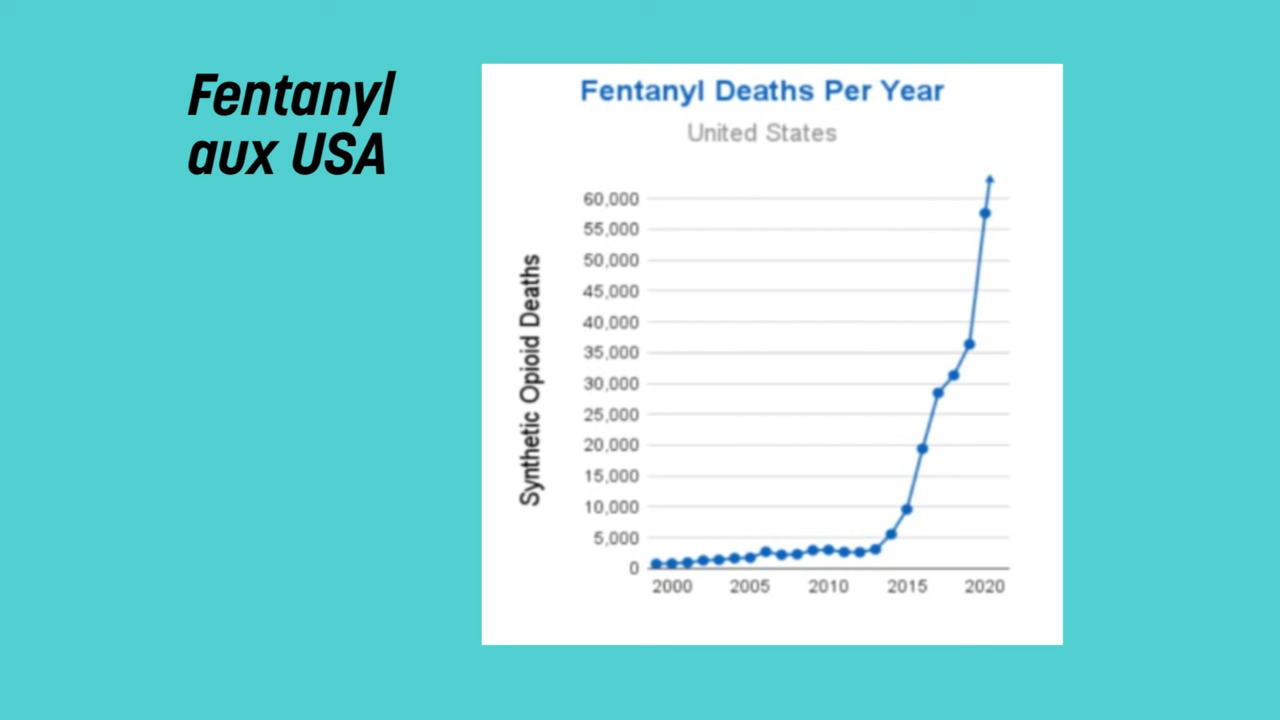 Fentanyl
aux USA
Fentanyl Deaths Per Year
United States
Synthetic Opioid Deaths
60,000
55,000
50,000
45,000
40,000
35,000
30,000
25,000
20,000
15,000
10,000
5,000
0
2000 2005 2010 2015 2020